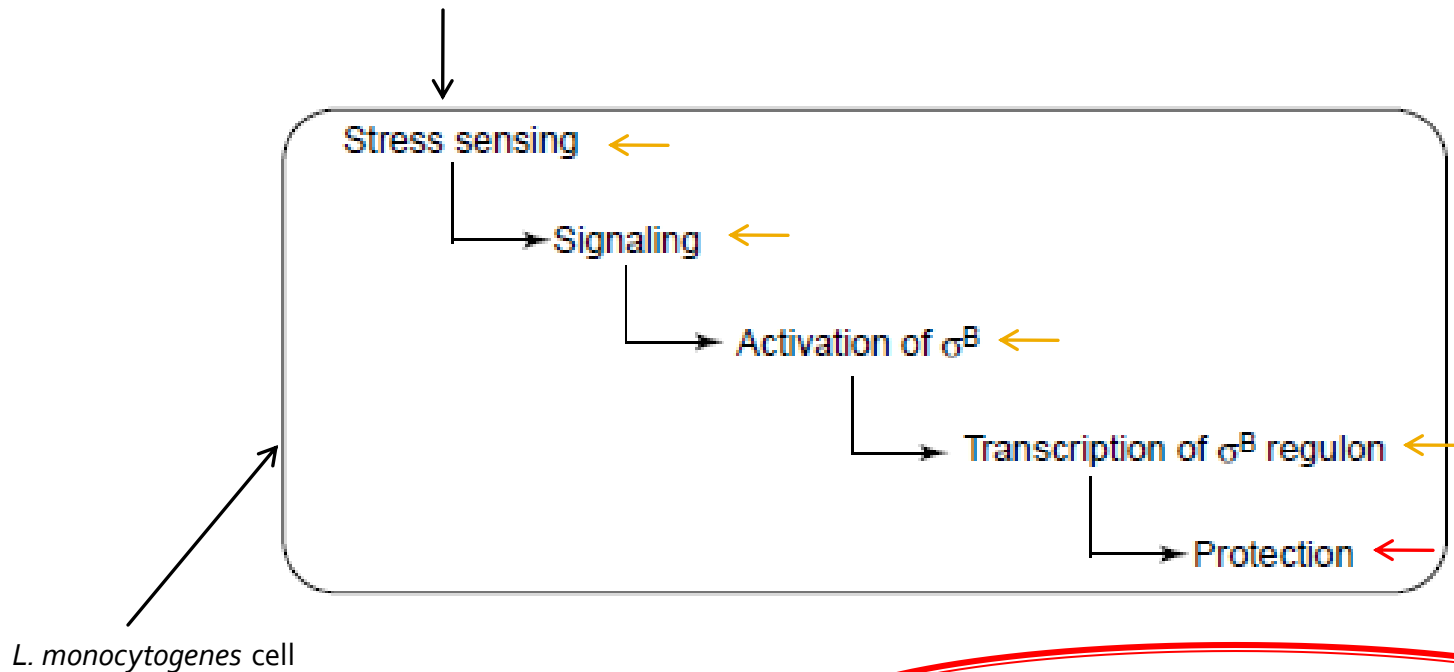 Stress sensing
Signaling
Activation of σᴮ
Transcription of σᴮ regulon
Protection
L. monocytogenes cell